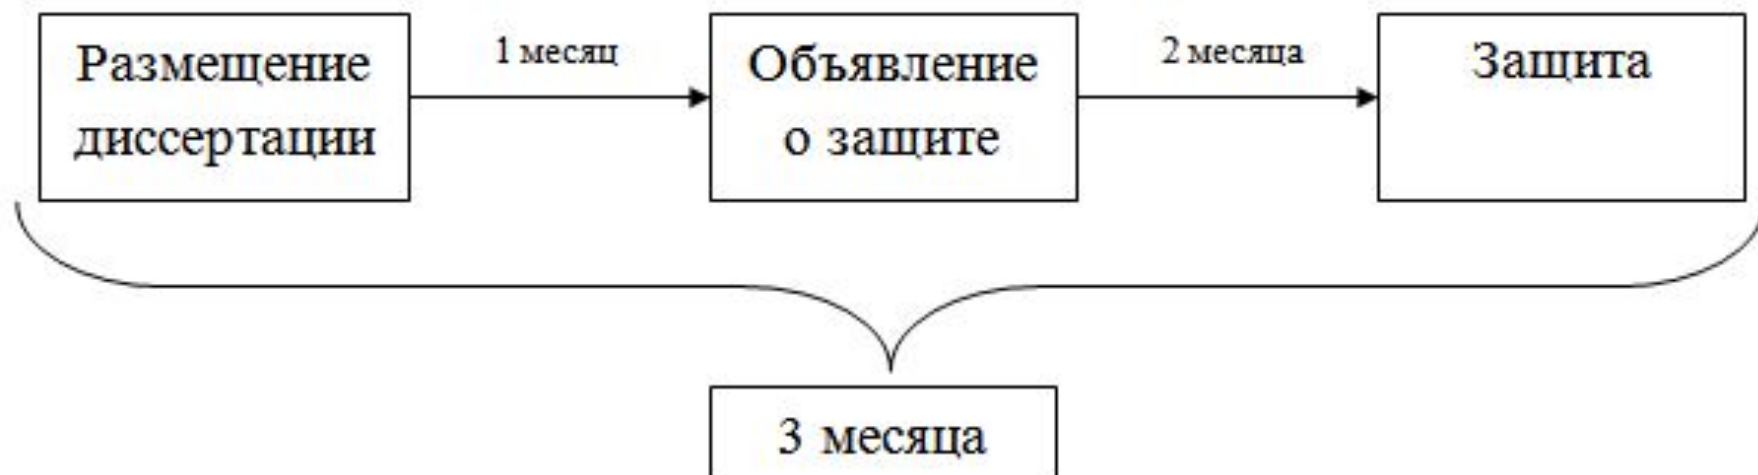 Размещение
диссертации
1 месяц
Объявление
о защите
2 месяца
Защита
3 месяца